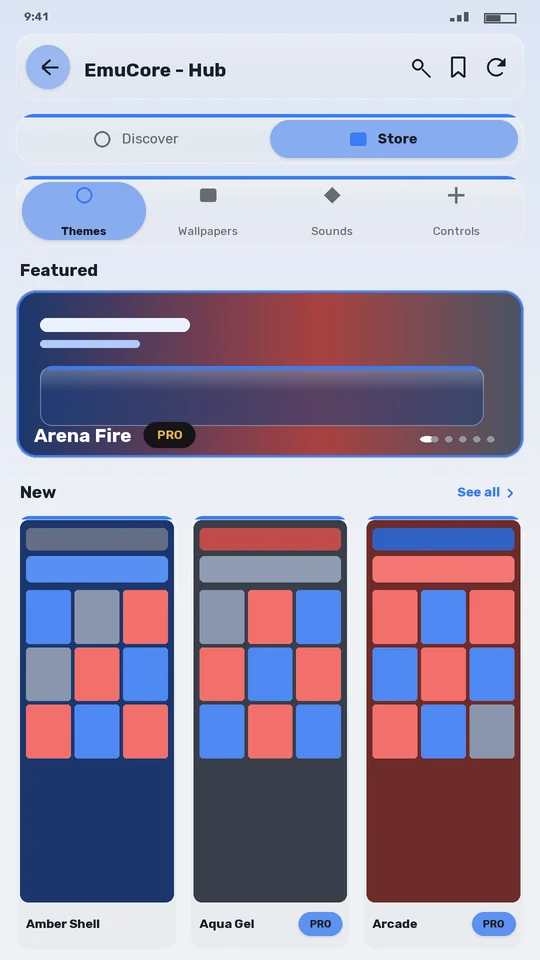 9:41
EmuCore - Hub
Discover
Store
Themes
Wallpapers
Sounds
Controls
Featured
Arena Fire
PRO
New
See all
Amber Shell
Aqua Gel
PRO
Arcade
PRO